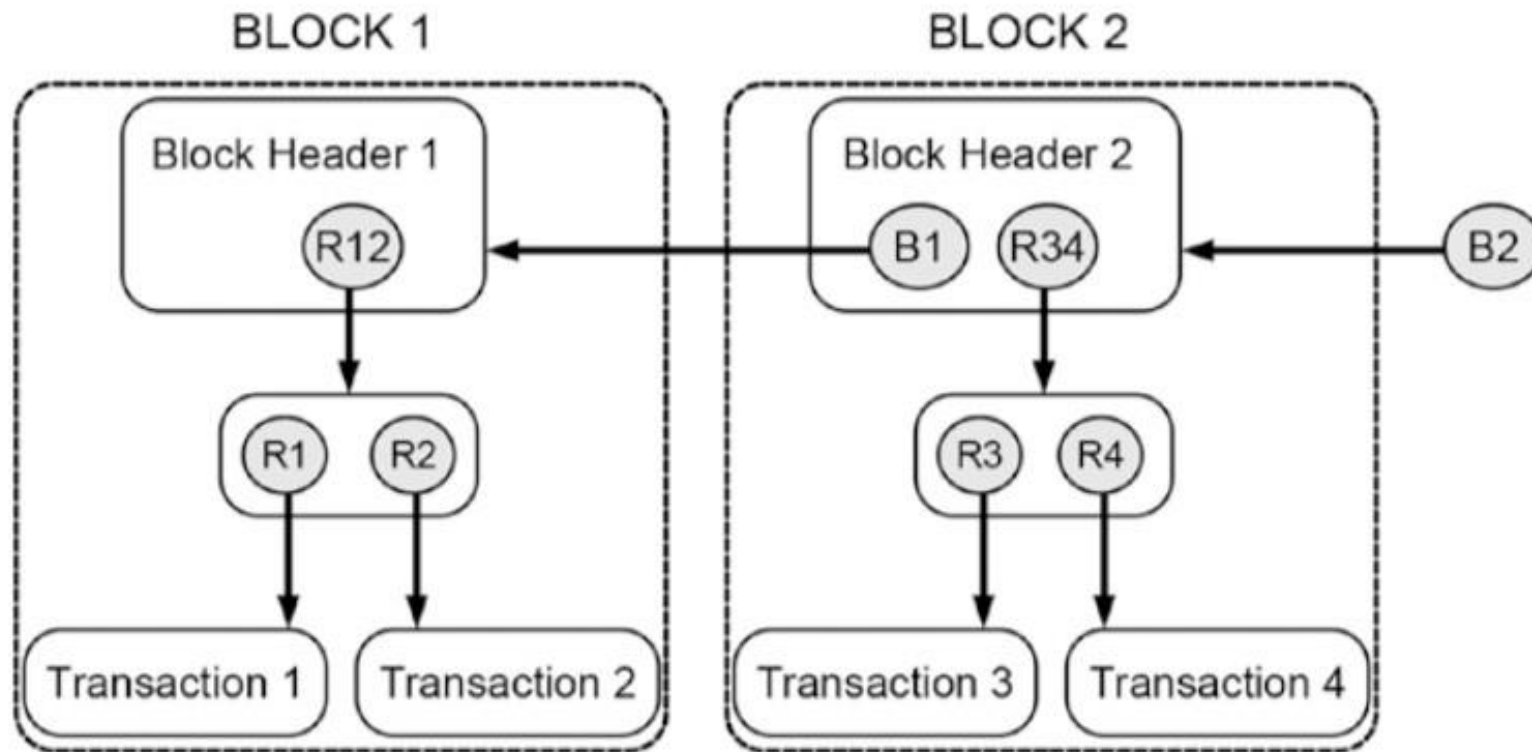 BLOCK 1
BLOCK 2
Block Header 1
Block Header 2
R12
B1
R34
B2
R1
R2
R3
R4
Transaction 1
Transaction 2
Transaction 3
Transaction 4